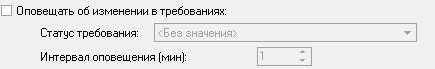 Оповещать об изменении в требованиях:
Статус требования: <Без значения>
Интервал оповещения (мин): 1